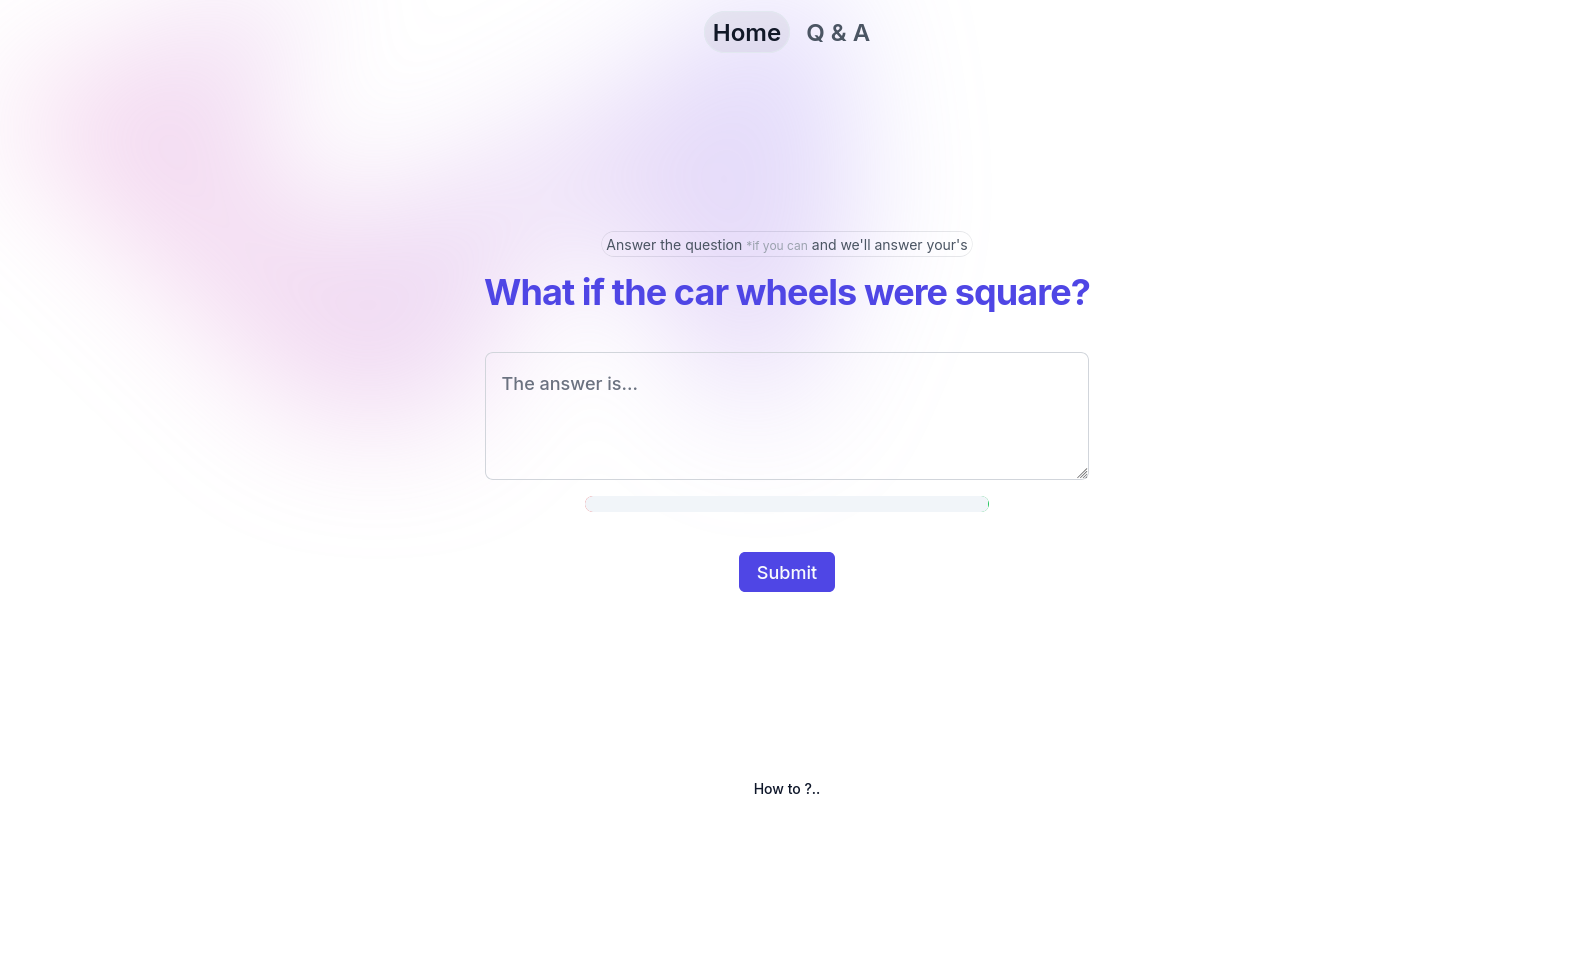 Home Q & A
Answer the question *if you can and we'll answer your's
What if the car wheels were square?
The answer is...
Submit
How to ?..